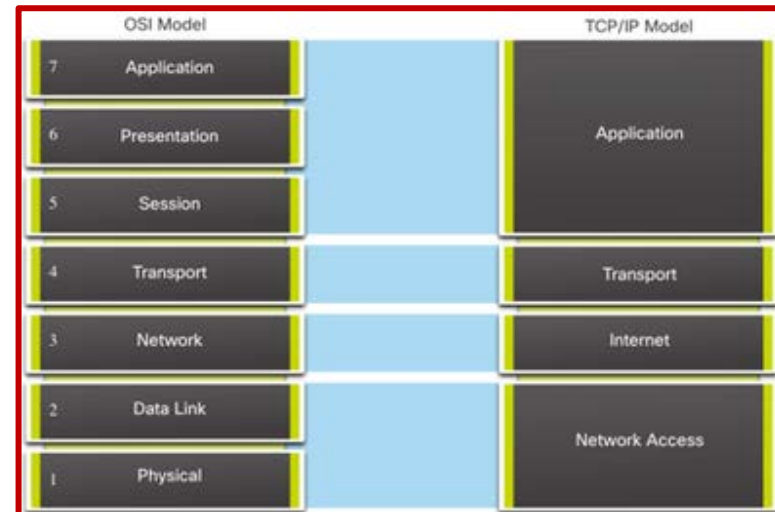 OSI Model
TCP/IP Model
7 Application
6 Presentation
Application
5 Session
4 Transport
Transport
3 Network
Internet
2 Data Link
Network Access
1 Physical